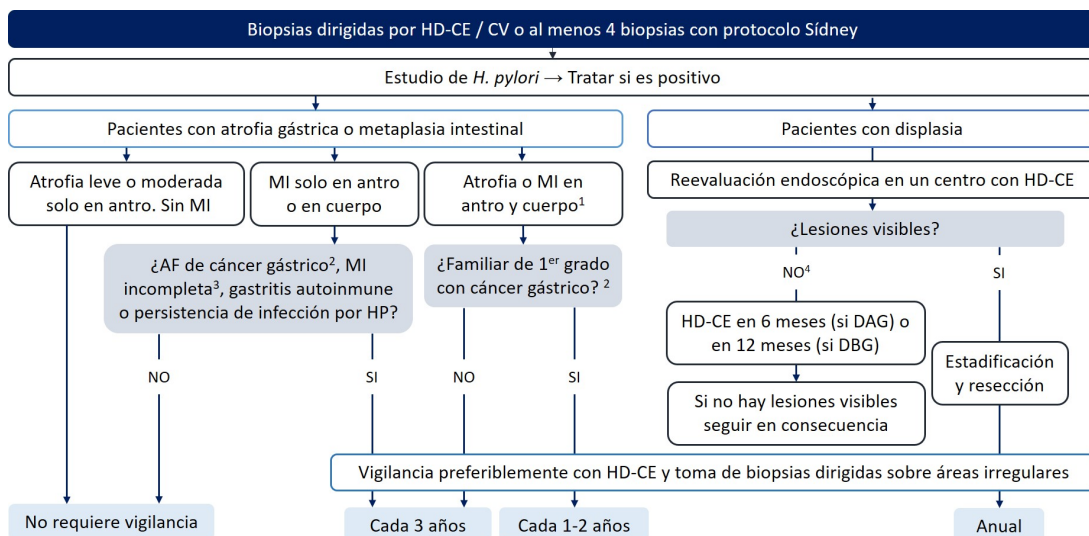 Biopsias dirigidas por HD-CE / CV o al menos 4 biopsias con protocolo Sídney
Estudio de H. pylori → Tratar si es positivo
Pacientes con atrofia gástrica o metaplasia intestinal
Pacientes con displasia
Atrofia leve o moderada
solo en antro. Sin MI
MI solo en antro
o en cuerpo
Atrofia o MI en
antro y cuerpo¹
Reevaluación endoscópica en un centro con HD-CE
¿Lesiones visibles?
¿AF de cáncer gástrico², MI
incompleta³, gastritis autoinmune
o persistencia de infección por HP?
¿Familiar de 1er grado
con cáncer gástrico? ²
NO⁴
SI
HD-CE en 6 meses (si DAG) o
en 12 meses (si DBG)
Estadificación
y resección
NO
SI
NO
SI
Si no hay lesiones visibles
seguir en consecuencia
Vigilancia preferiblemente con HD-CE y toma de biopsias dirigidas sobre áreas irregulares
No requiere vigilancia
Cada 3 años
Cada 1-2 años
Anual